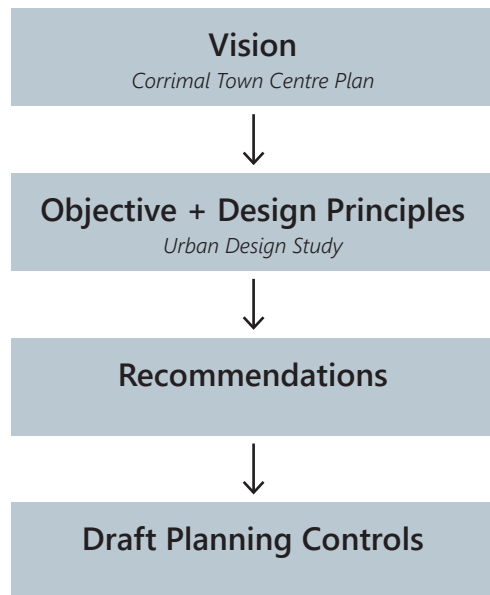 Vision
Corrimal Town Centre Plan
Objective + Design Principles
Urban Design Study
Recommendations
Draft Planning Controls